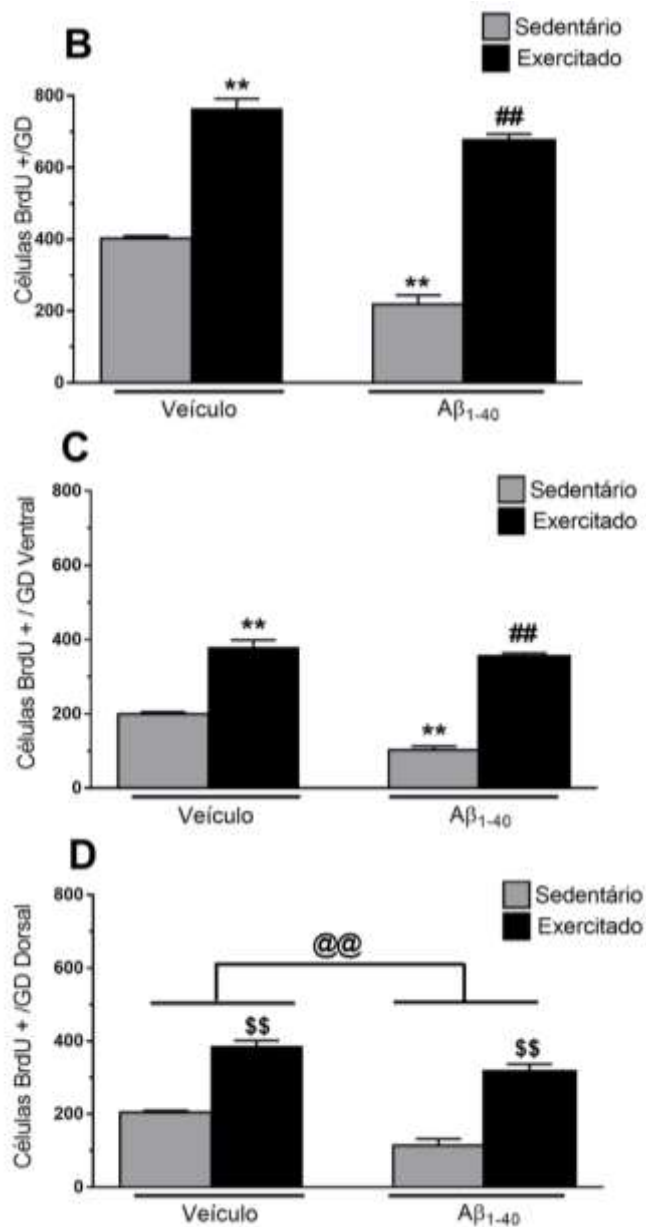 B
Sedentário
Exercitado
Células BrdU +/GD
800
600
400
200
0
**
**
##
Veículo
Aβ1-40
C
Sedentário
Exercitado
Células BrdU + / GD Ventral
800
600
400
200
0
**
**
##
Veículo
Aβ1-40
D
Sedentário
Exercitado
Células BrdU + /GD Dorsal
800
600
400
200
0
@@
$$
$$
Veículo
Aβ1-40